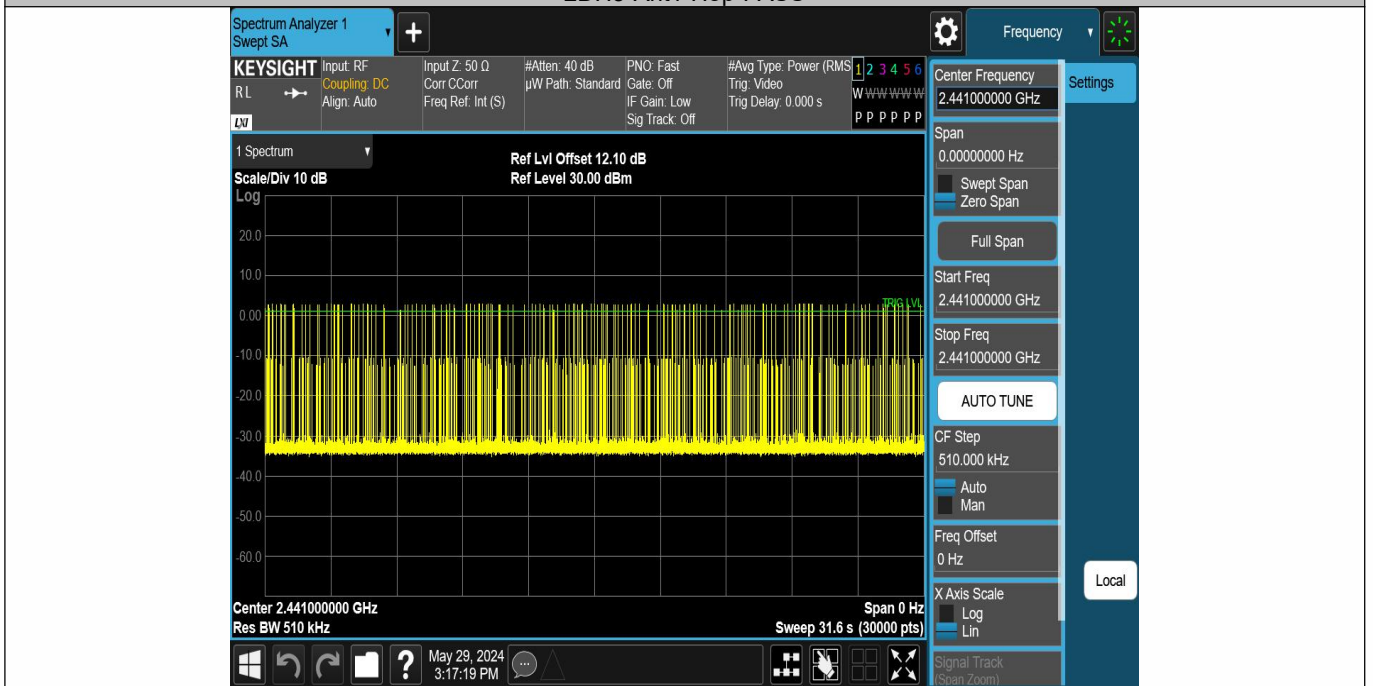 Spectrum Analyzer 1
Swept SA
+
Frequency
KEYSIGHT
RL
LXI
Input: RF
Coupling: DC
Align: Auto
Input Z: 50 Ω
Corr CCorr
Freq Ref: Int (S)
#Atten: 40 dB
µW Path: Standard
PNO: Fast
Gate: Off
IF Gain: Low
Sig Track: Off
#Avg Type: Power (RMS
Trig: Video
Trig Delay: 0.000 s
1 2 3 4 5 6
W W W W W W
P P P P P P
1 Spectrum
Scale/Div 10 dB
Ref Lvl Offset 12.10 dB
Ref Level 30.00 dBm
Log
20.0
10.0
0.00
-10.0
-20.0
-30.0
-40.0
-50.0
-60.0
TRIG LVL
Center 2.441000000 GHz
Res BW 510 kHz
Span 0 Hz
Sweep 31.6 s (30000 pts)
Center Frequency
2.441000000 GHz
Settings
Span
0.00000000 Hz
Swept Span
Zero Span
Full Span
Start Freq
2.441000000 GHz
Stop Freq
2.441000000 GHz
AUTO TUNE
CF Step
510.000 kHz
Auto
Man
Freq Offset
0 Hz
X Axis Scale
Log
Lin
Local
Signal Track
(Span Zoom)
?
May 29, 2024
3:17:19 PM